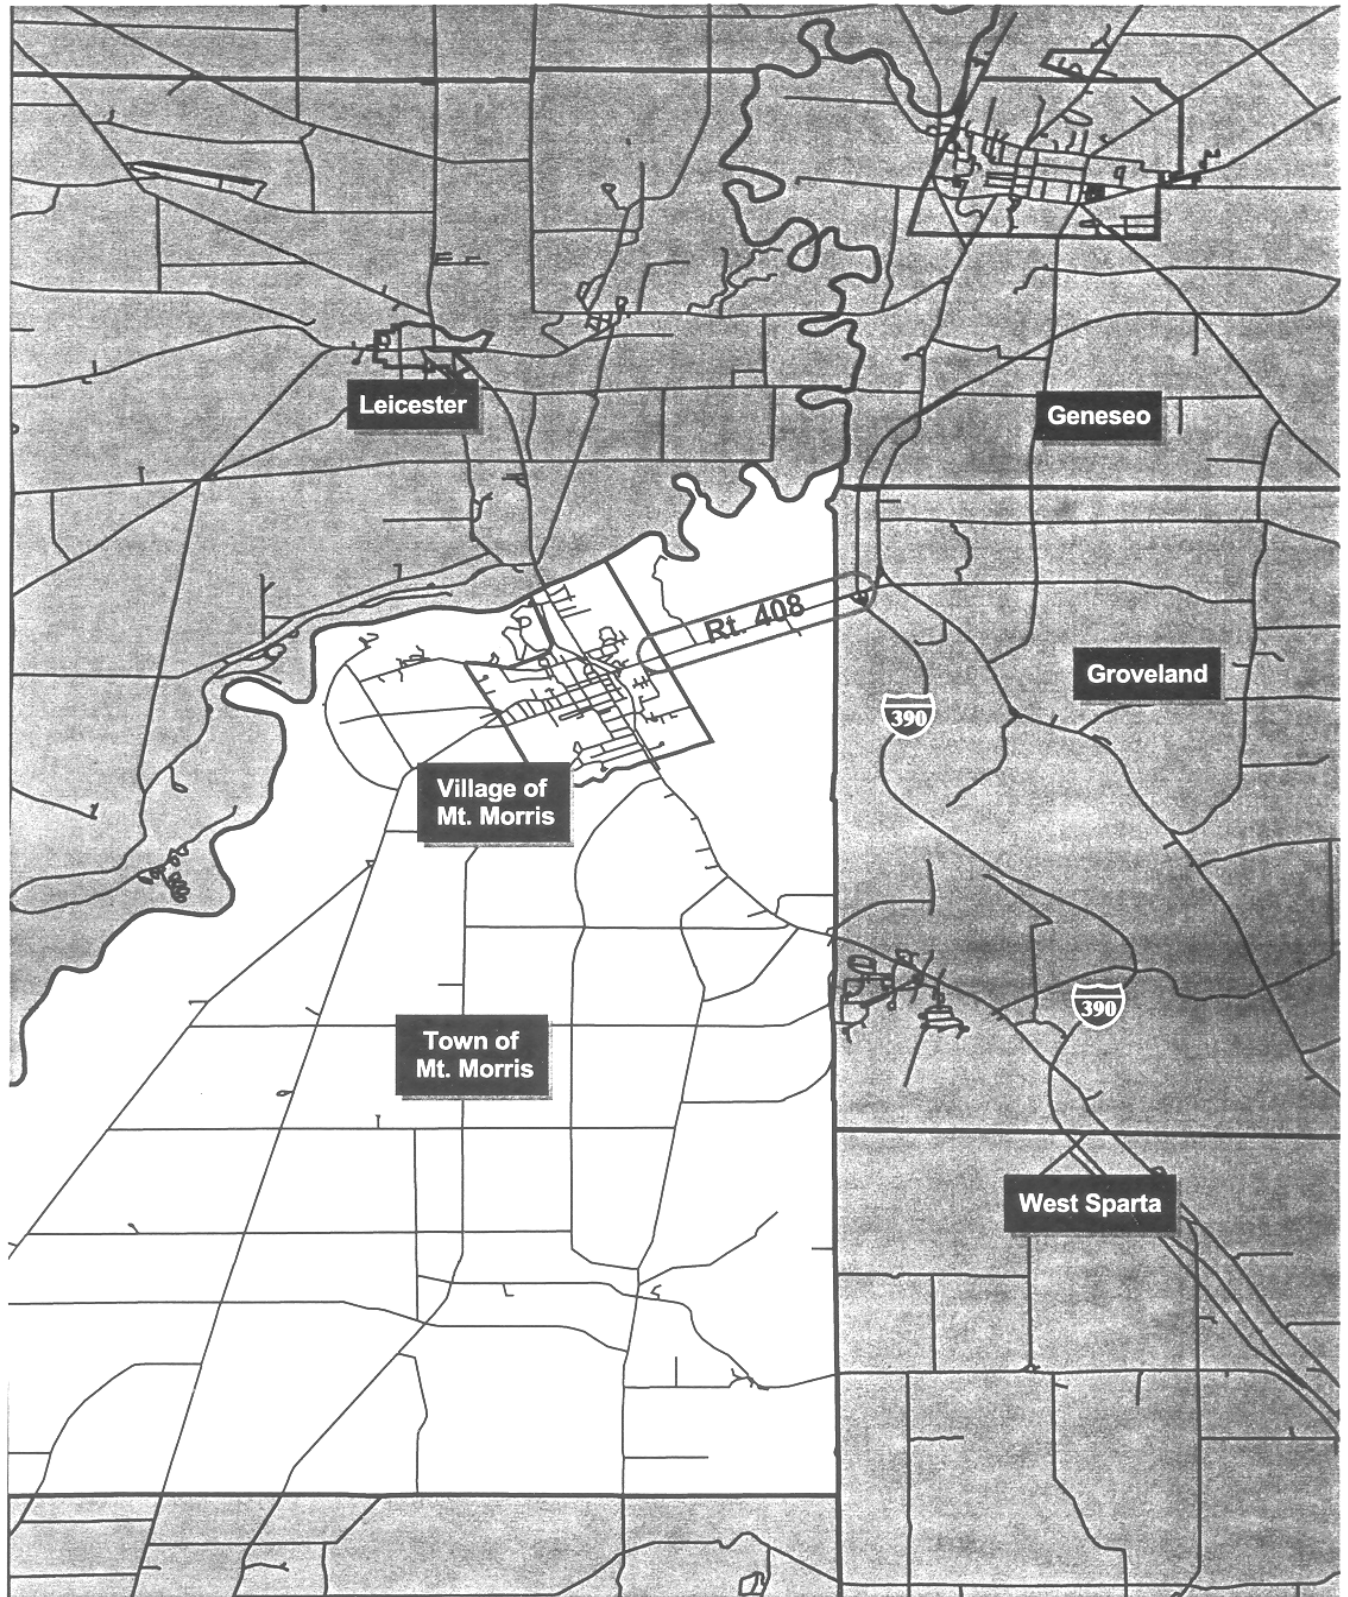 Leicester
Geneseo
Rt. 408
Groveland
390
Village of
Mt. Morris
390
Town of
Mt. Morris
West Sparta